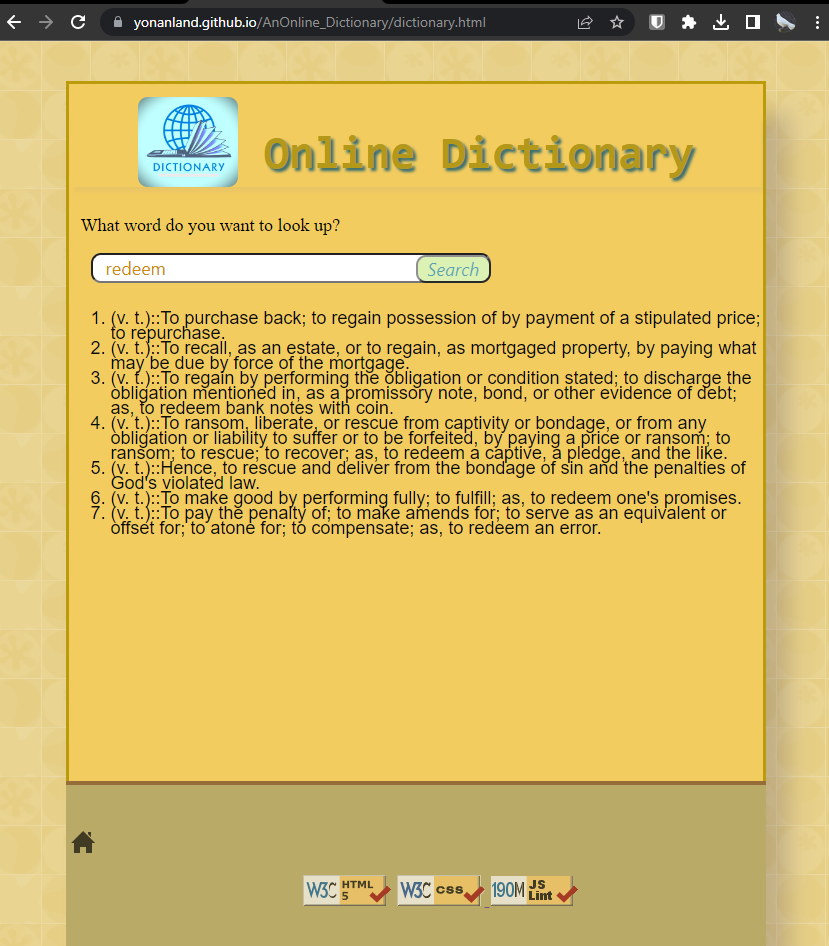 yonanland.github.io/AnOnline_Dictionary/dictionary.html
DICTIONARY
Online Dictionary
What word do you want to look up?
redeem
Search
1. (v. t.)::To purchase back; to regain possession of by payment of a stipulated price;
to repurchase.
2. (v. t.)::To recall, as an estate, or to regain, as mortgaged property, by paying what
may be due by force of the mortgage.
3. (v. t.)::To regain by performing the obligation or condition stated; to discharge the
obligation mentioned in, as a promissory note, bond, or other evidence of debt;
as, to redeem bank notes with coin.
4. (v. t.)::To ransom, liberate, or rescue from captivity or bondage, or from any
obligation or liability to suffer or to be forfeited, by paying a price or ransom; to
ransom; to rescue; to recover; as, to redeem a captive, a pledge, and the like.
5. (v. t.)::Hence, to rescue and deliver from the bondage of sin and the penalties of
God's violated law.
6. (v. t.)::To make good by performing fully; to fulfill; as, to redeem one's promises.
7. (v. t.)::To pay the penalty of; to make amends for; to serve as an equivalent or
offset for; to atone for; to compensate; as, to redeem an error.
W3C HTML 5
W3C CSS
190M JS Lint